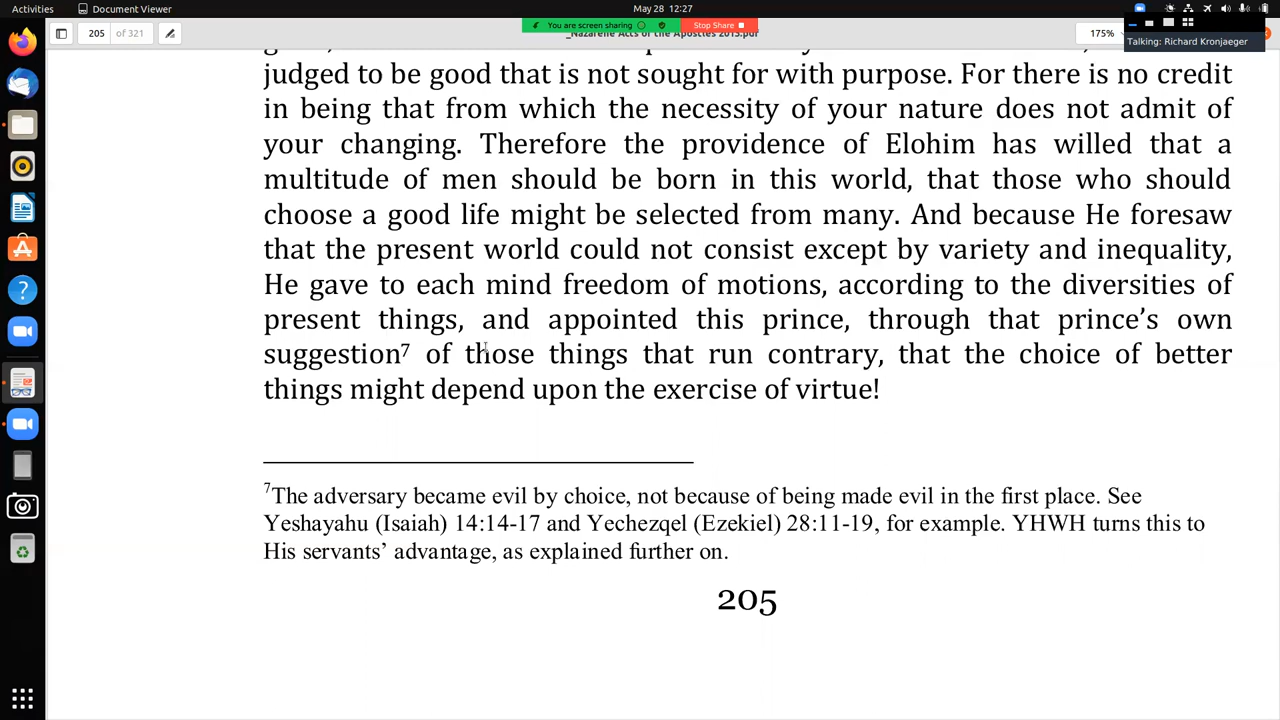 Activities
Document Viewer
May 28 12:27
205 of 321
You are screen sharing
Stop Share
_Nazarene Acts of the Apostles 2013.pdf
175%
Talking: Richard Kronjaeger
judged to be good that is not sought for with purpose. For there is no credit
in being that from which the necessity of your nature does not admit of
your changing. Therefore the providence of Elohim has willed that a
multitude of men should be born in this world, that those who should
choose a good life might be selected from many. And because He foresaw
that the present world could not consist except by variety and inequality,
He gave to each mind freedom of motions, according to the diversities of
present things, and appointed this prince, through that prince’s own
suggestion⁷ of those things that run contrary, that the choice of better
things might depend upon the exercise of virtue!
⁷The adversary became evil by choice, not because of being made evil in the first place. See
Yeshayahu (Isaiah) 14:14-17 and Yechezqel (Ezekiel) 28:11-19, for example. YHWH turns this to
His servants’ advantage, as explained further on.
205